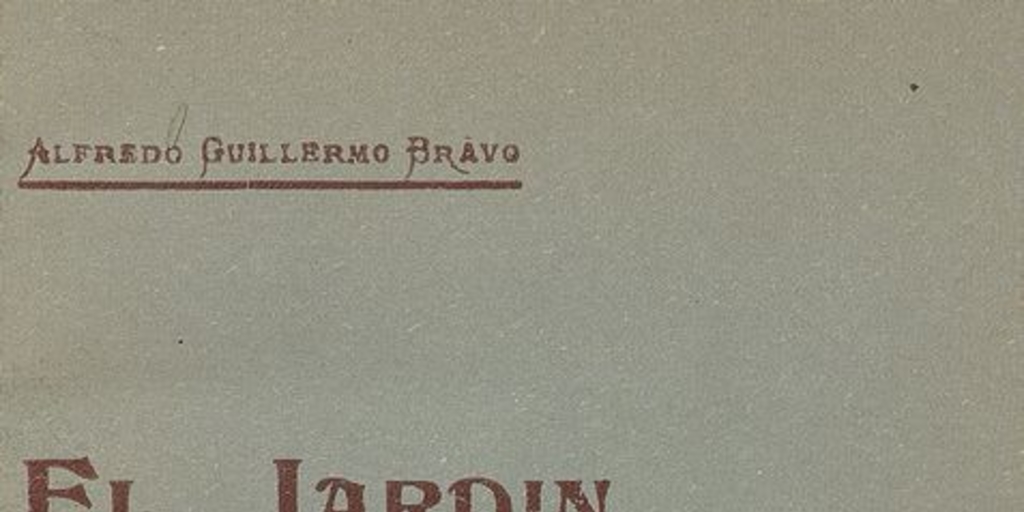 ALFREDO GUILLERMO BRAVO
EL JARDIN